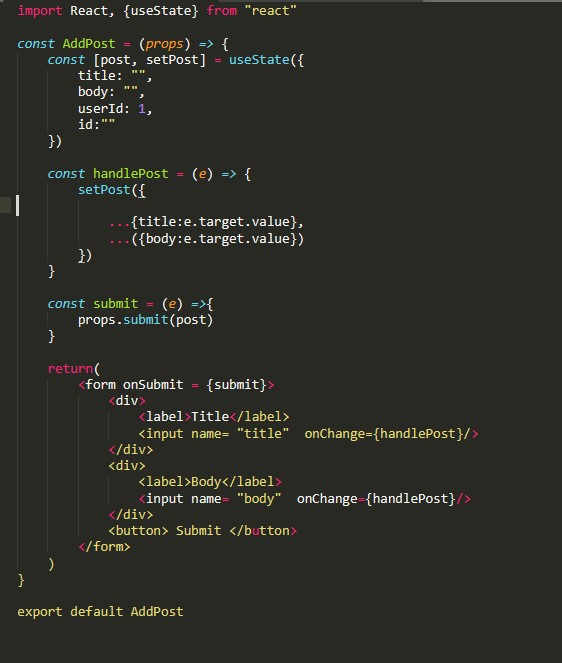 import React, {useState} from "react"
const AddPost = (props) => {
const [post, setPost] = useState({
title: "",
body: "",
userId: 1,
id:""
})
const handlePost = (e) => {
setPost({
...{title:e.target.value},
...({body:e.target.value})
})
}
const submit = (e) =>{
props.submit(post)
}
return(
<form onSubmit = {submit}>
<div>
<label>Title</label>
<input name= "title"  onChange={handlePost}/>
</div>
<div>
<label>Body</label>
<input name= "body"  onChange={handlePost}/>
</div>
<button> Submit </button>
</form>
)
}
export default AddPost